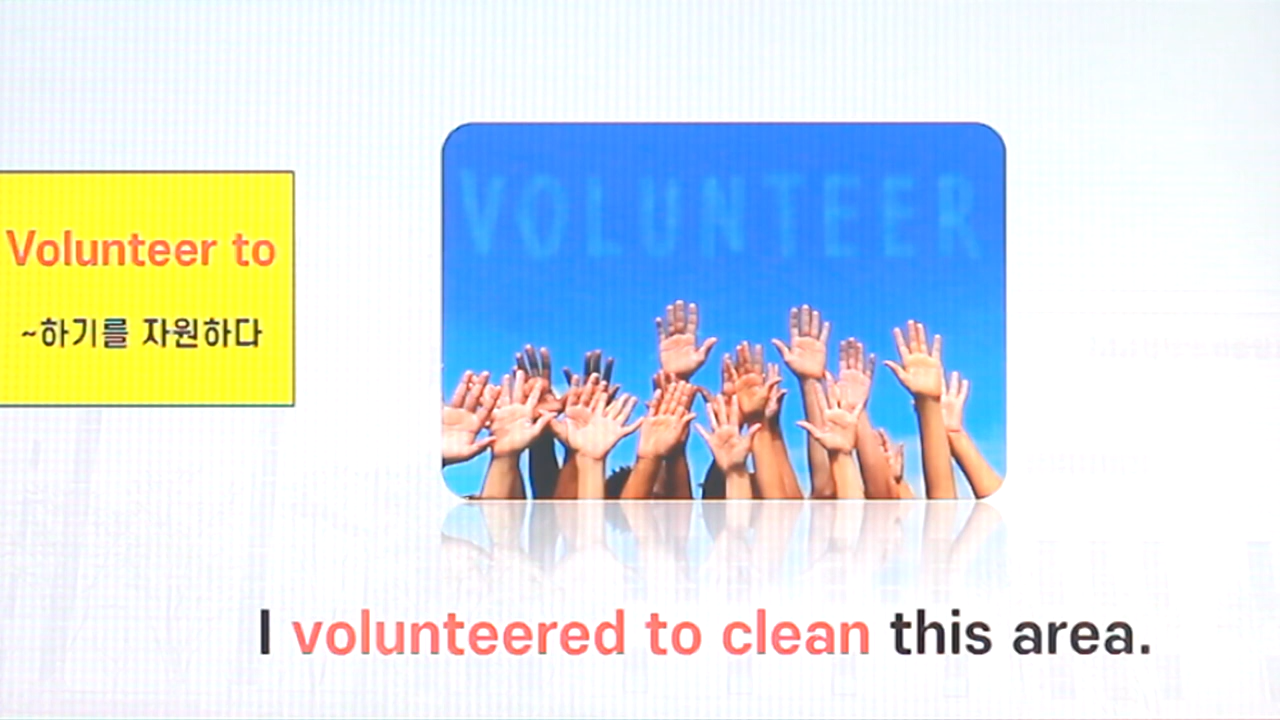 VOLUNTEER
Volunteer to
~하기를 자원하다
I volunteered to clean this area.